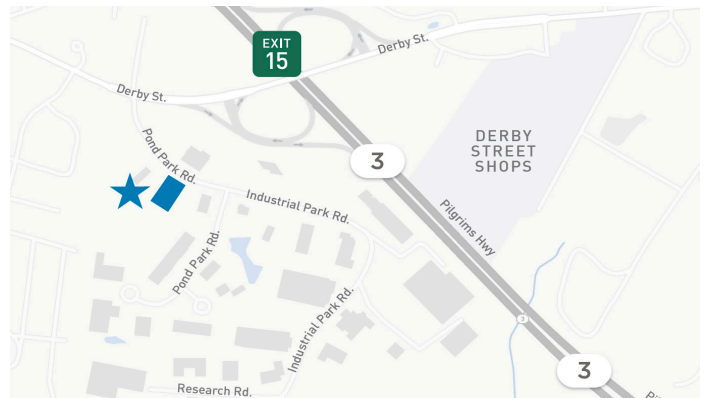 EXIT
15
Derby St.
Derby St.
Pond Park Rd.
3
DERBY
STREET
SHOPS
Industrial Park Rd.
Pilgrims Hwy
Pond Park Rd.
Industrial Park Rd.
3
3
Research Rd.